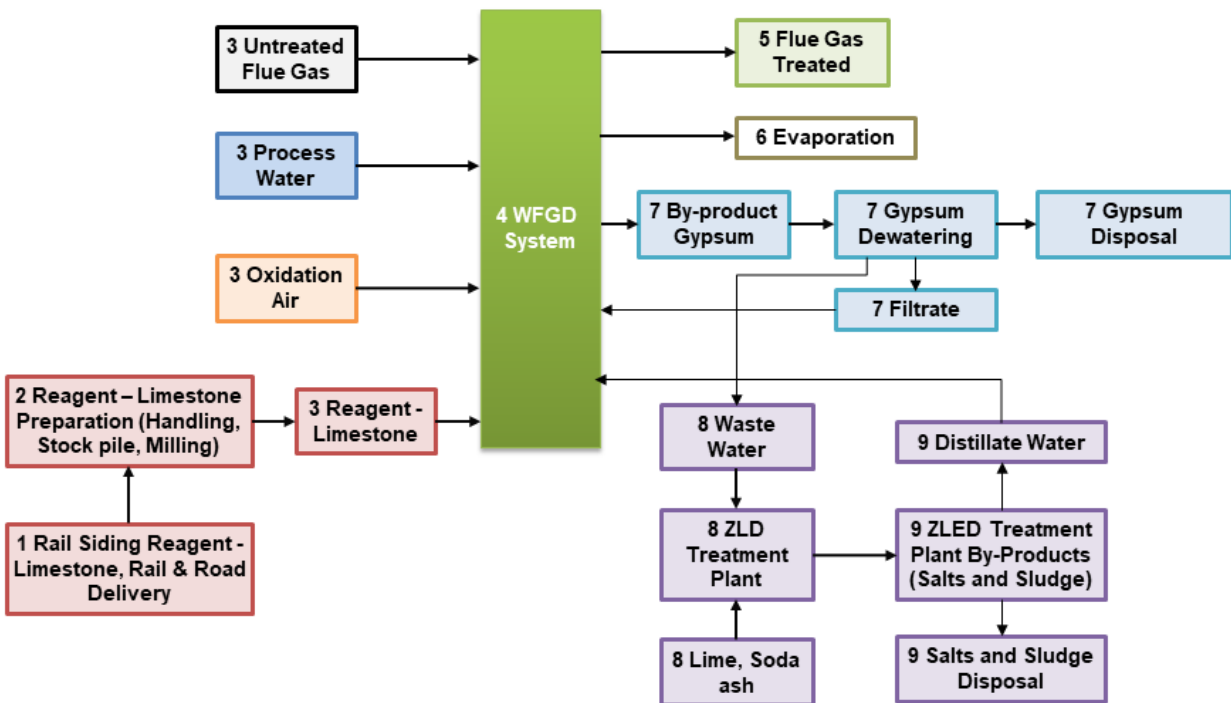 3 Untreated
Flue Gas
5 Flue Gas
Treated
3 Process
Water
6 Evaporation
4 WFGD
System
7 By-product
Gypsum
7 Gypsum
Dewatering
7 Gypsum
Disposal
3 Oxidation
Air
7 Filtrate
2 Reagent – Limestone
Preparation (Handling,
Stock pile, Milling)
3 Reagent -
Limestone
8 Waste
Water
9 Distillate Water
1 Rail Siding Reagent -
Limestone, Rail & Road
Delivery
8 ZLD
Treatment
Plant
9 ZLED Treatment
Plant By-Products
(Salts and Sludge)
8 Lime, Soda
ash
9 Salts and Sludge
Disposal